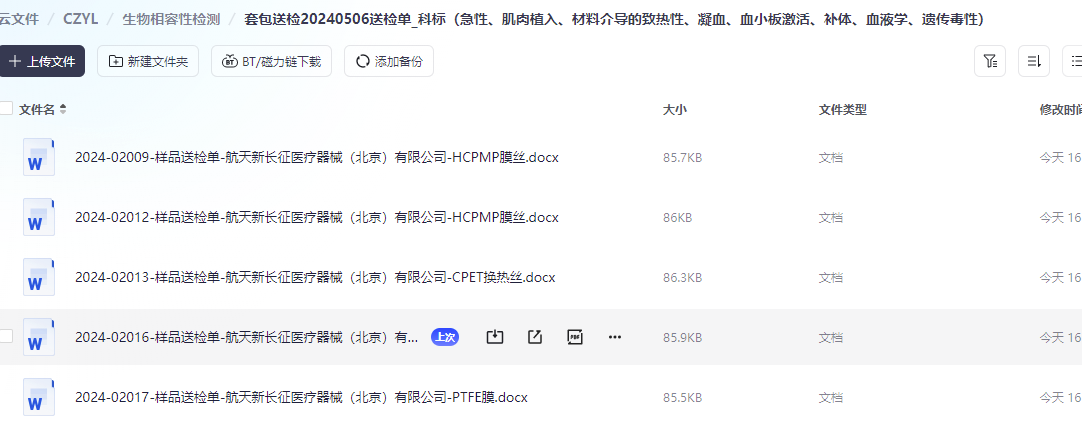 云文件 / CZYL / 生物相容性检测 / 套包送检20240506送检单_科标（急性、肌肉植入、材料介导的致热性、凝血、血小板激活、补体、血液学、遗传毒性）
上传文件 新建文件夹 BT BT/磁力链下载 添加备份
文件名 大小 文件类型 修改时间
W 2024-02009-样品送检单-航天新长征医疗器械（北京）有限公司-HCPMP膜丝.docx 85.7KB 文档 今天 16
W 2024-02012-样品送检单-航天新长征医疗器械（北京）有限公司-HCPMP膜丝.docx 86KB 文档 今天 16
W 2024-02013-样品送检单-航天新长征医疗器械（北京）有限公司-CPET换热丝.docx 86.3KB 文档 今天 16
W 2024-02016-样品送检单-航天新长征医疗器械（北京）有... 上次 PDF 85.9KB 文档 今天 16
W 2024-02017-样品送检单-航天新长征医疗器械（北京）有限公司-PTFE膜.docx 85.5KB 文档 今天 16